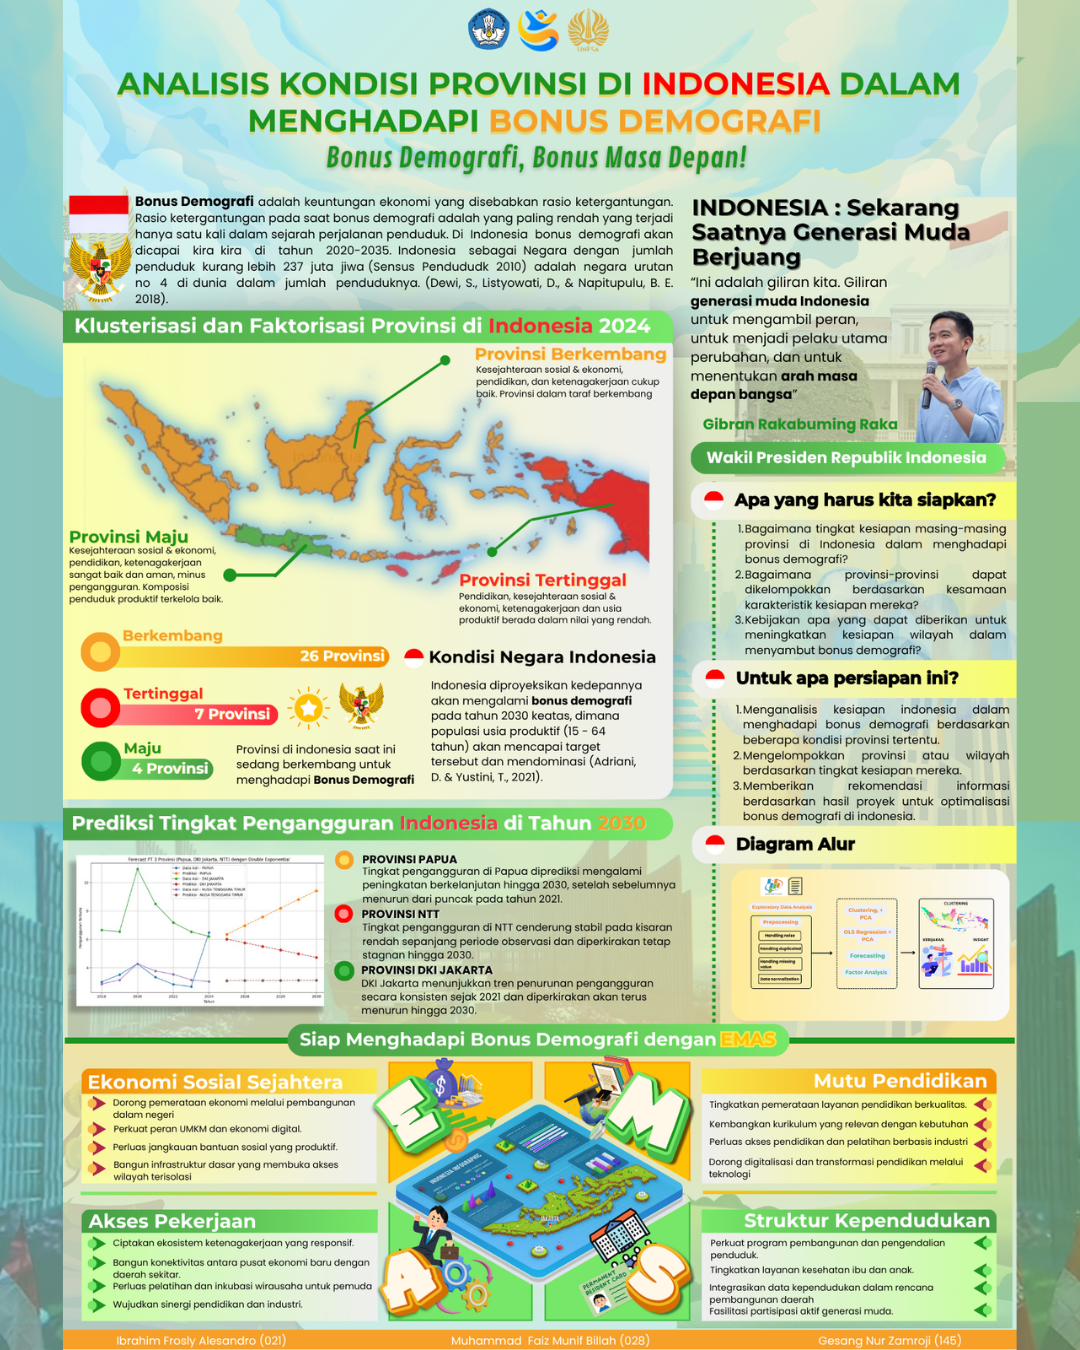 ANALISIS KONDISI PROVINSI DI INDONESIA DALAM
MENGHADAPI BONUS DEMOGRAFI
Bonus Demografi, Bonus Masa Depan!
Bonus Demografi adalah keuntungan ekonomi yang disebabkan rasio ketergantungan.
Rasio ketergantungan pada saat bonus demografi adalah yang paling rendah yang terjadi
hanya satu kali dalam sejarah perjalanan penduduk. Di Indonesia bonus demografi akan
dicapai kira kira di tahun 2020-2035. Indonesia sebagai Negara dengan jumlah
penduduk kurang lebih 237 juta jiwa (Sensus Pendududk 2010) adalah negara urutan
no 4 di dunia dalam jumlah penduduknya. (Dewi, S., Listyowati, D., & Napitupulu, B. E.
2018).
INDONESIA : Sekarang
Saatnya Generasi Muda
Berjuang
“Ini adalah giliran kita. Giliran
generasi muda Indonesia
untuk mengambil peran,
untuk menjadi pelaku utama
perubahan, dan untuk
menentukan arah masa
depan bangsa”
Gibran Rakabuming Raka
Wakil Presiden Republik Indonesia
Klusterisasi dan Faktorisasi Provinsi di Indonesia 2024
Provinsi Berkembang
Kesejahteraan sosial & ekonomi,
pendidikan, dan ketenagakerjaan cukup
baik. Provinsi dalam taraf berkembang
Provinsi Maju
Kesejahteraan sosial & ekonomi,
pendidikan, ketenagakerjaan
sangat baik dan aman, minus
pengangguran. Komposisi
penduduk produktif terkelola baik.
Provinsi Tertinggal
Pendidikan, kesejahteraan sosial &
ekonomi, ketenagakerjaan dan usia
produktif berada dalam nilai yang rendah.
Berkembang
26 Provinsi
Tertinggal
7 Provinsi
Maju
4 Provinsi
Provinsi di indonesia saat ini
sedang berkembang untuk
menghadapi Bonus Demografi
Kondisi Negara Indonesia
Indonesia diproyeksikan kedepannya
akan mengalami bonus demografi
pada tahun 2030 keatas, dimana
populasi usia produktif (15 - 64
tahun) akan mencapai target
tersebut dan mendominasi (Adriani,
D. & Yustini, T., 2021).
Apa yang harus kita siapkan?
1.Bagaimana tingkat kesiapan masing-masing
provinsi di Indonesia dalam menghadapi
bonus demografi?
2.Bagaimana provinsi-provinsi dapat
dikelompokkan berdasarkan kesamaan
karakteristik kesiapan mereka?
3.Kebijakan apa yang dapat diberikan untuk
meningkatkan kesiapan wilayah dalam
menyambut bonus demografi?
Untuk apa persiapan ini?
1.Menganalisis kesiapan indonesia dalam
menghadapi bonus demografi berdasarkan
beberapa kondisi provinsi tertentu.
2.Mengelompokkan provinsi atau wilayah
berdasarkan tingkat kesiapan mereka.
3.Memberikan rekomendasi informasi
berdasarkan hasil proyek untuk optimalisasi
bonus demografi di indonesia.
Diagram Alur
Exploratory Data Analysis
Prepocessing
Handling noise
Handling duplicated
Handling missing
value
Data normalization
Clustering, +
PCA
OLS Regression +
PCA
Forecasting
Factor Analysis
CLUSTERING
KEBIJAKAN
INSIGHT
Prediksi Tingkat Pengangguran Indonesia di Tahun 2030
Forecast PT 3 Provinsi (Papua, DKI Jakarta, NTT) dengan Double Exponential
Tahun
PROVINSI PAPUA
Tingkat pengangguran di Papua diprediksi mengalami
peningkatan berkelanjutan hingga 2030, setelah sebelumnya
menurun dari puncak pada tahun 2021.
PROVINSI NTT
Tingkat pengangguran di NTT cenderung stabil pada kisaran
rendah sepanjang periode observasi dan diperkirakan tetap
stagnan hingga 2030.
PROVINSI DKI JAKARTA
DKI Jakarta menunjukkan tren penurunan pengangguran
secara konsisten sejak 2021 dan diperkirakan akan terus
menurun hingga 2030.
Siap Menghadapi Bonus Demografi dengan EMAS
Ekonomi Sosial Sejahtera
Dorong pemerataan ekonomi melalui pembangunan
dalam negeri
Perkuat peran UMKM dan ekonomi digital.
Perluas jangkauan bantuan sosial yang produktif.
Bangun infrastruktur dasar yang membuka akses
wilayah terisolasi
Mutu Pendidikan
Tingkatkan pemerataan layanan pendidikan berkualitas.
Kembangkan kurikulum yang relevan dengan kebutuhan
Perluas akses pendidikan dan pelatihan berbasis industri
Dorong digitalisasi dan transformasi pendidikan melalui
teknologi
E
M
A
S
INDONESIA INFOGRAPHIC
PERMANENT
RESIDENT CARD
Akses Pekerjaan
Ciptakan ekosistem ketenagakerjaan yang responsif.
Bangun konektivitas antara pusat ekonomi baru dengan
daerah sekitar.
Perluas pelatihan dan inkubasi wirausaha untuk pemuda
Wujudkan sinergi pendidikan dan industri.
Struktur Kependudukan
Perkuat program pembangunan dan pengendalian
penduduk.
Tingkatkan layanan kesehatan ibu dan anak.
Integrasikan data kependudukan dalam rencana
pembangunan daerah
Fasilitasi partisipasi aktif generasi muda.
Ibrahim Frosly Alesandro (021)
Muhammad Faiz Munif Billah (028)
Gesang Nur Zamroji (145)